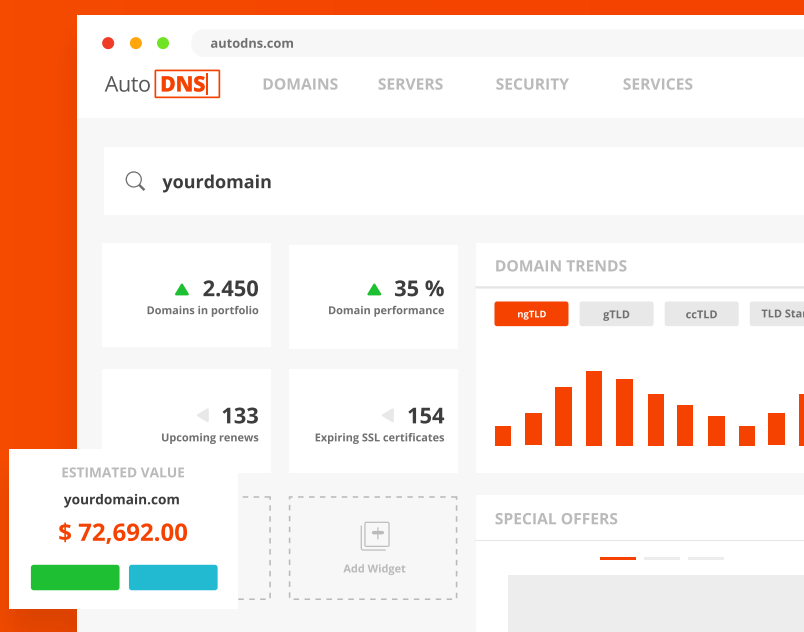 autodns.com
Auto DNS
DOMAINS SERVERS SECURITY SERVICES
yourdomain
2.450
Domains in portfolio
35 %
Domain performance
133
Upcoming renews
154
Expiring SSL certificates
DOMAIN TRENDS
ngTLD gTLD ccTLD TLD Star
ESTIMATED VALUE
yourdomain.com
$ 72,692.00
Add Widget
SPECIAL OFFERS